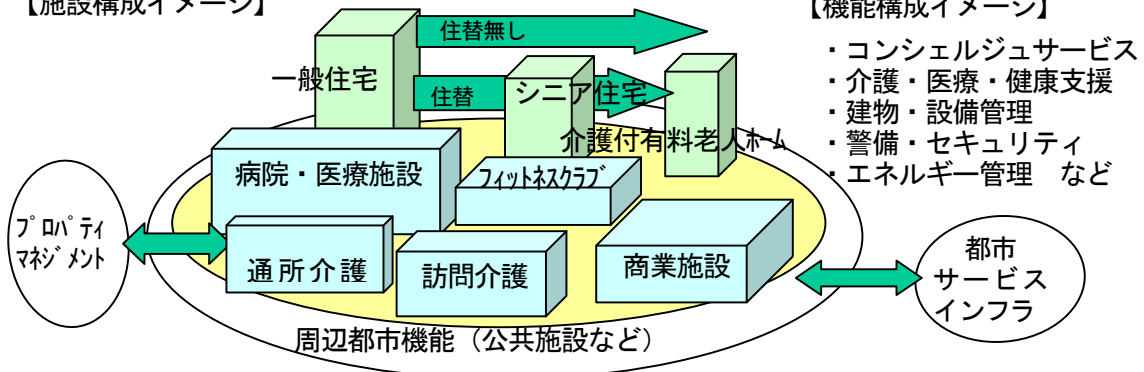 【施設構成イメージ】
【機能構成イメージ】
住替無し
一般住宅
住替
シニア住宅
介護付有料老人ﾎｰﾑ
・コンシェルジュサービス
・介護・医療・健康支援
・建物・設備管理
・警備・セキュリティ
・エネルギー管理　など
病院・医療施設
ﾌｨｯﾄﾈｽｸﾗﾌﾞ
ﾌﾟﾛﾊﾟﾃｨ
ﾏﾈｼﾞﾒﾝﾄ
通所介護
訪問介護
商業施設
都市
サービス
インフラ
周辺都市機能（公共施設など）